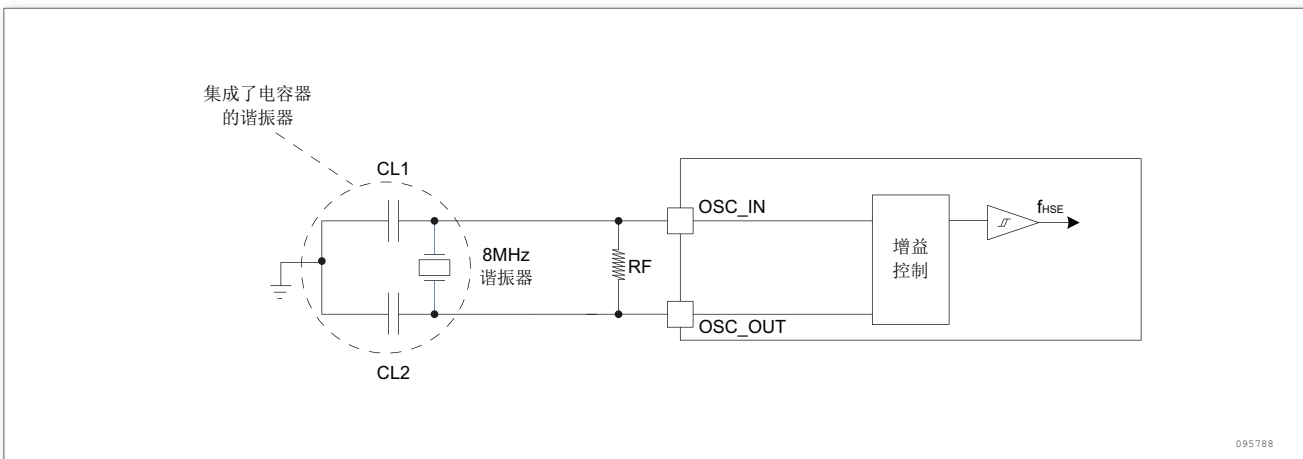 集成了电容器
的谐振器
CL1
OSC_IN
fHSE
8MHz
谐振器
RF
增益
控制
OSC_OUT
CL2
095788